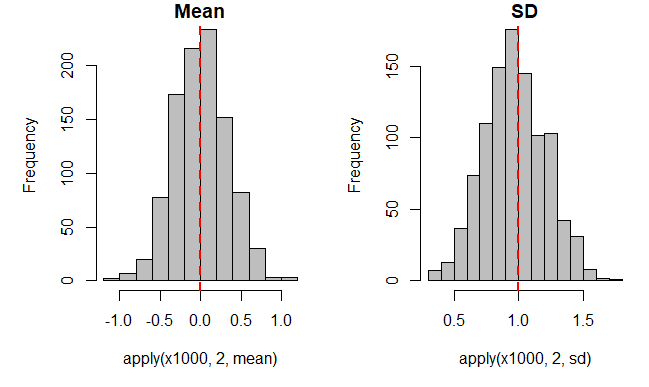 Mean
Frequency
200
150
100
50
0
-1.0 -0.5 0.0 0.5 1.0
apply(x1000, 2, mean)
SD
Frequency
150
100
50
0
0.5 1.0 1.5
apply(x1000, 2, sd)